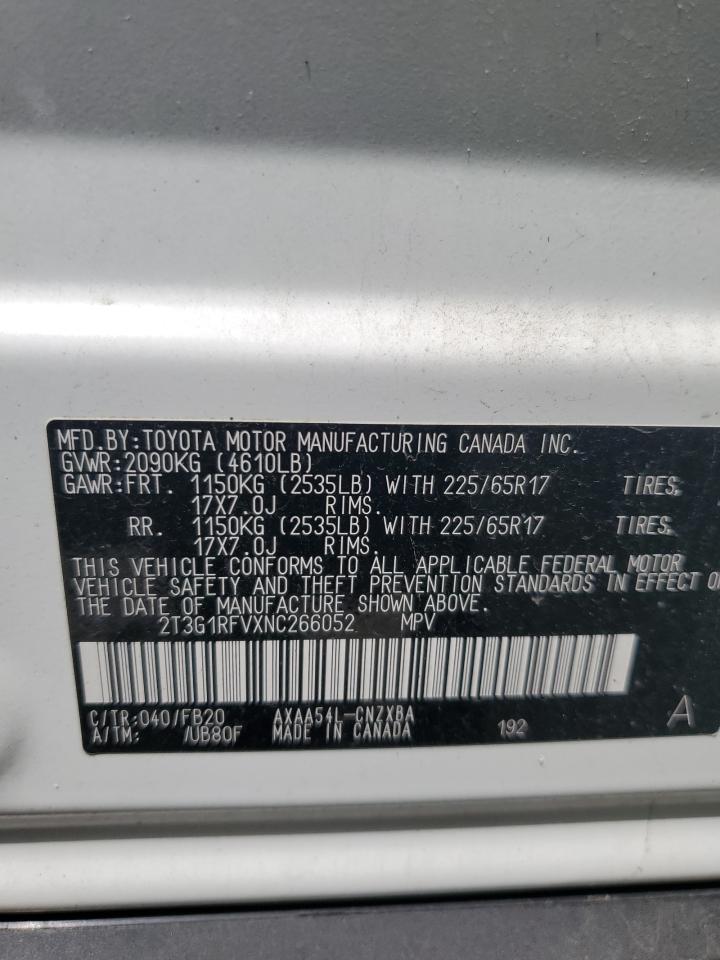 MFD.BY:TOYOTA MOTOR MANUFACTURING CANADA INC.
GVWR:2090KG (4610LB)
GAWR:FRT. 1150KG (2535LB) WITH 225/65R17 TIRES,
17X7.0J RIMS.
RR. 1150KG (2535LB) WITH 225/65R17 TIRES,
17X7.0J RIMS.
THIS VEHICLE CONFORMS TO ALL APPLICABLE FEDERAL MOTOR
VEHICLE SAFETY AND THEFT PREVENTION STANDARDS IN EFFECT ON
THE DATE OF MANUFACTURE SHOWN ABOVE.
2T3G1RFVXNC266052 MPV
C/TR:040/FB20 AXAA54L-CNZXBA A
A/TM: /UB80F MADE IN CANADA 192